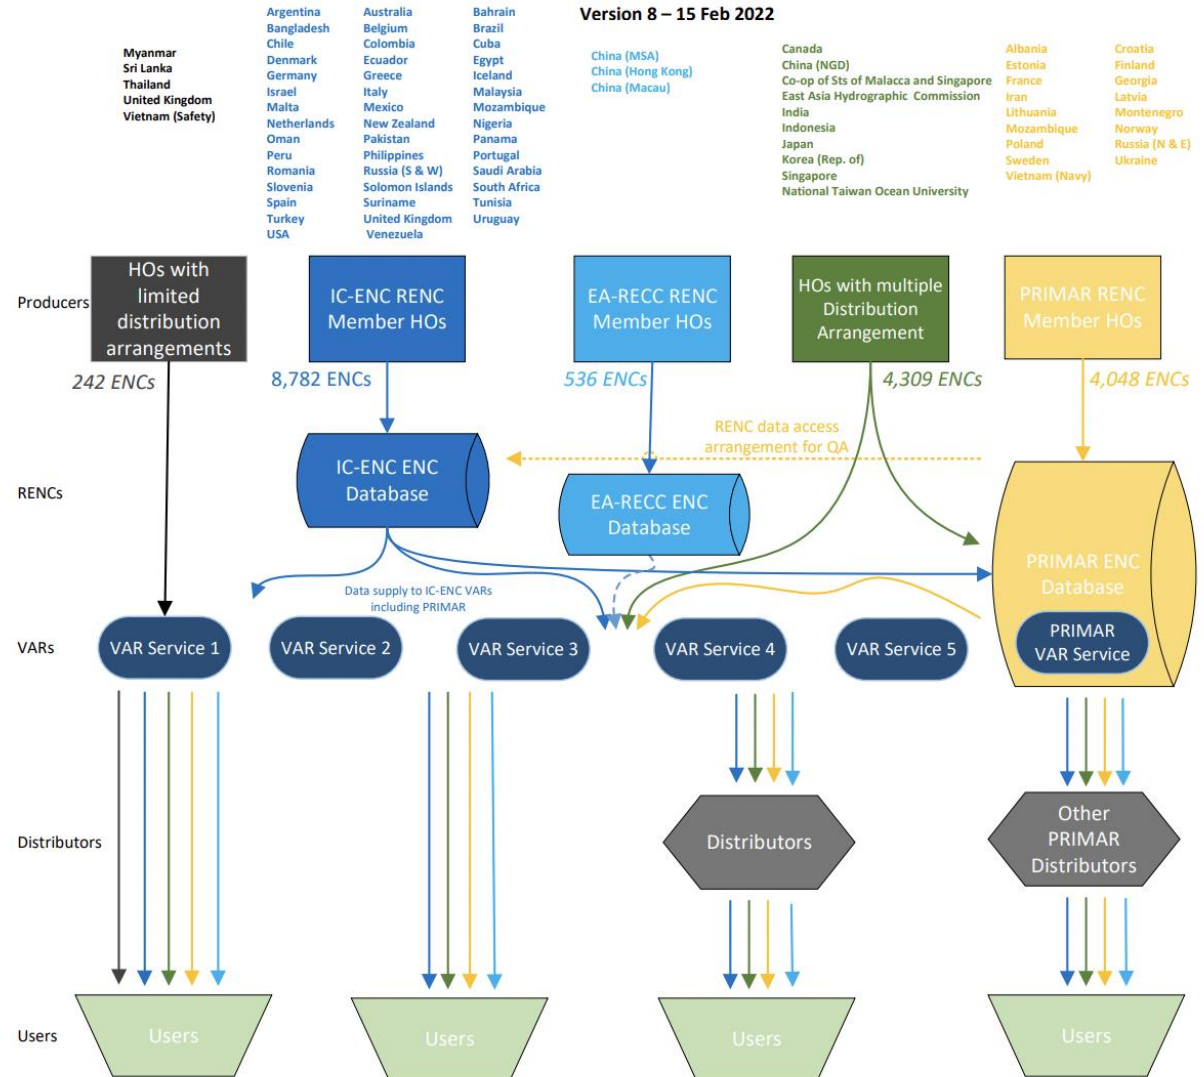 Version 8 – 15 Feb 2022
Myanmar
Sri Lanka
Thailand
United Kingdom
Vietnam (Safety)
Argentina
Bangladesh
Chile
Denmark
Germany
Israel
Malta
Netherlands
Oman
Peru
Romania
Slovenia
Spain
Turkey
USA
Australia
Belgium
Colombia
Ecuador
Greece
Italy
Mexico
New Zealand
Pakistan
Philippines
Russia (S & W)
Solomon Islands
Suriname
United Kingdom
Venezuela
Bahrain
Brazil
Cuba
Egypt
Iceland
Malaysia
Mozambique
Nigeria
Panama
Portugal
Saudi Arabia
South Africa
Tunisia
Uruguay
China (MSA)
China (Hong Kong)
China (Macau)
Canada
China (NGD)
Co-op of Sts of Malacca and Singapore
East Asia Hydrographic Commission
India
Indonesia
Japan
Korea (Rep. of)
Singapore
National Taiwan Ocean University
Albania
Estonia
France
Iran
Lithuania
Mozambique
Poland
Sweden
Vietnam (Navy)
Croatia
Finland
Georgia
Latvia
Montenegro
Norway
Russia (N & E)
Ukraine
Producers
HOs with
limited
distribution
arrangements
IC-ENC RENC
Member HOs
EA-RECC RENC
Member HOs
HOs with multiple
Distribution
Arrangement
PRIMAR RENC
Member HOs
242 ENCs
8,782 ENCs
536 ENCs
4,309 ENCs
4,048 ENCs
RENC data access
arrangement for QA
RENCs
IC-ENC ENC
Database
EA-RECC ENC
Database
PRIMAR ENC
Database
Data supply to IC-ENC VARs
including PRIMAR
VARs
VAR Service 1
VAR Service 2
VAR Service 3
VAR Service 4
VAR Service 5
PRIMAR
VAR Service
Distributors
Distributors
Other
PRIMAR
Distributors
Users
Users
Users
Users
Users